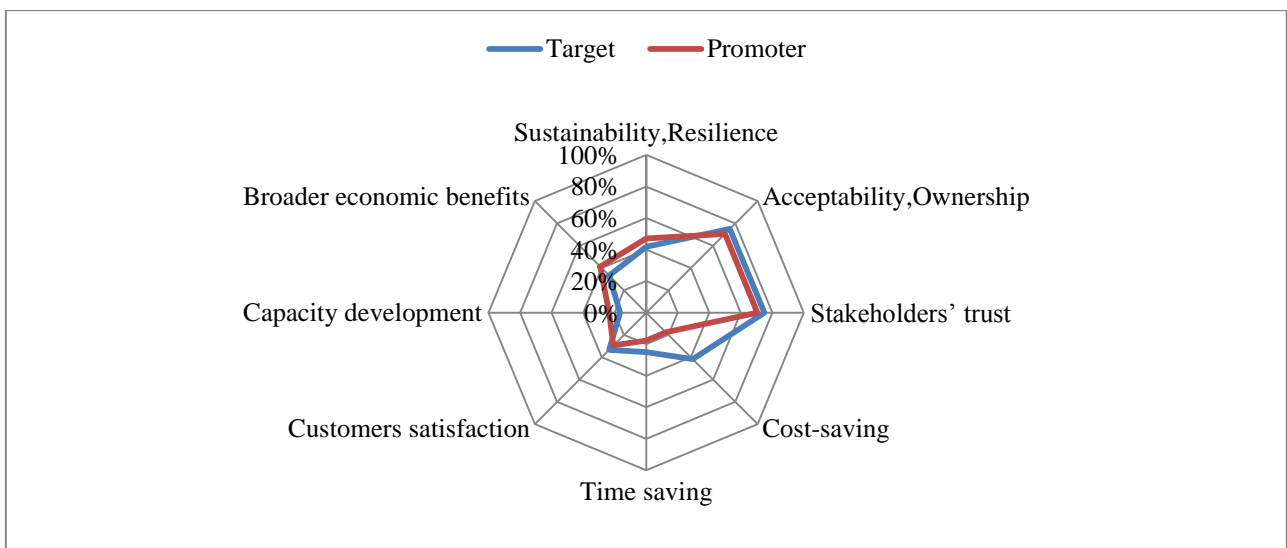 Target Promoter
Sustainability,Resilience
100%
Broader economic benefits 80% Acceptability,Ownership
60%
40%
20%
Capacity development 0% Stakeholders’ trust
Customers satisfaction Cost-saving
Time saving